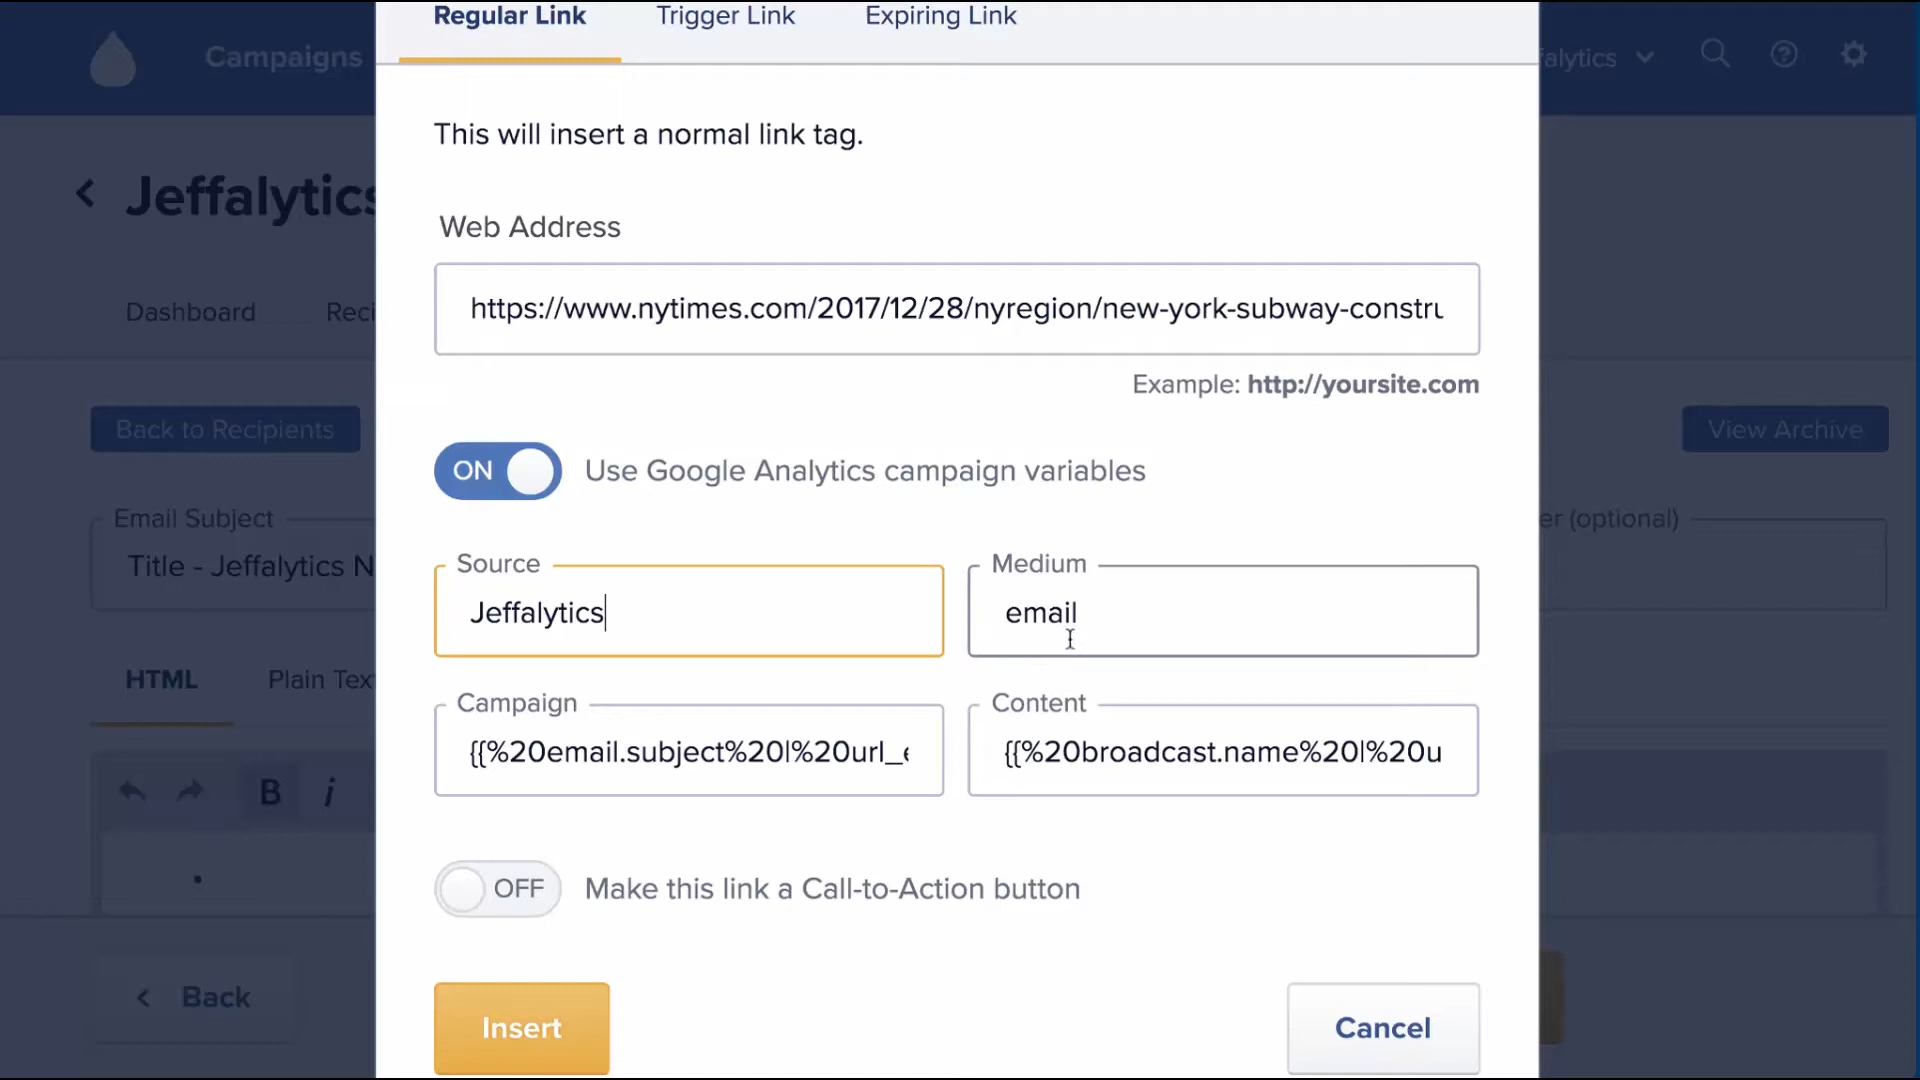 Regular Link Trigger Link Expiring Link
Campaigns
falytics
This will insert a normal link tag.
Jeffalytics
Web Address
https://www.nytimes.com/2017/12/28/nyregion/new-york-subway-constru
Dashboard Reci
Example: http://yoursite.com
Back to Recipients
View Archive
ON Use Google Analytics campaign variables
Email Subject
er (optional)
Title - Jeffalytics N
Source Medium
Jeffalytics email
HTML Plain Tex
Campaign Content
{{%20email.subject%20|%20url_e {{%20broadcast.name%20|%20u
B i
OFF Make this link a Call-to-Action button
Back
Insert Cancel